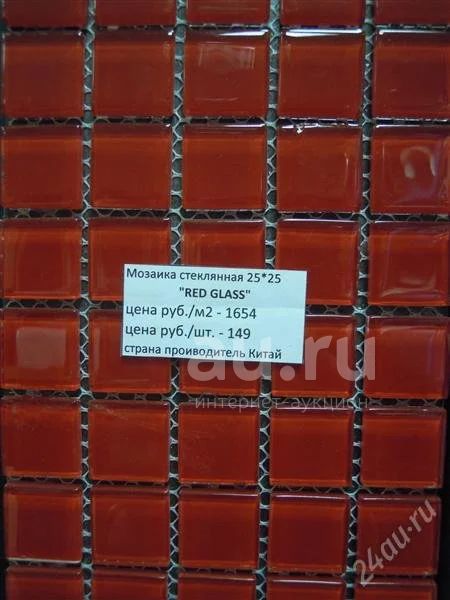 Мозаика стеклянная 25*25
"RED GLASS"
цена руб./м2 - 1654
цена руб./шт. - 149
страна проиводитель Китай
au.ru
интернет-аукцион
24au.ru